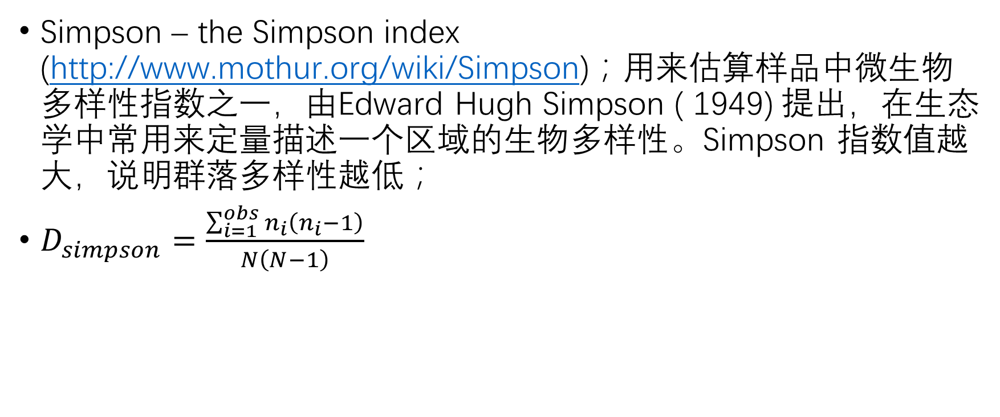 • Simpson – the Simpson index
(http://www.mothur.org/wiki/Simpson)；用来估算样品中微生物
多样性指数之一，由Edward Hugh Simpson ( 1949) 提出，在生态
学中常用来定量描述一个区域的生物多样性。Simpson 指数值越
大，说明群落多样性越低；
• D_{simpson} = \frac{\sum_{i=1}^{obs} n_i(n_i-1)}{N(N-1)}